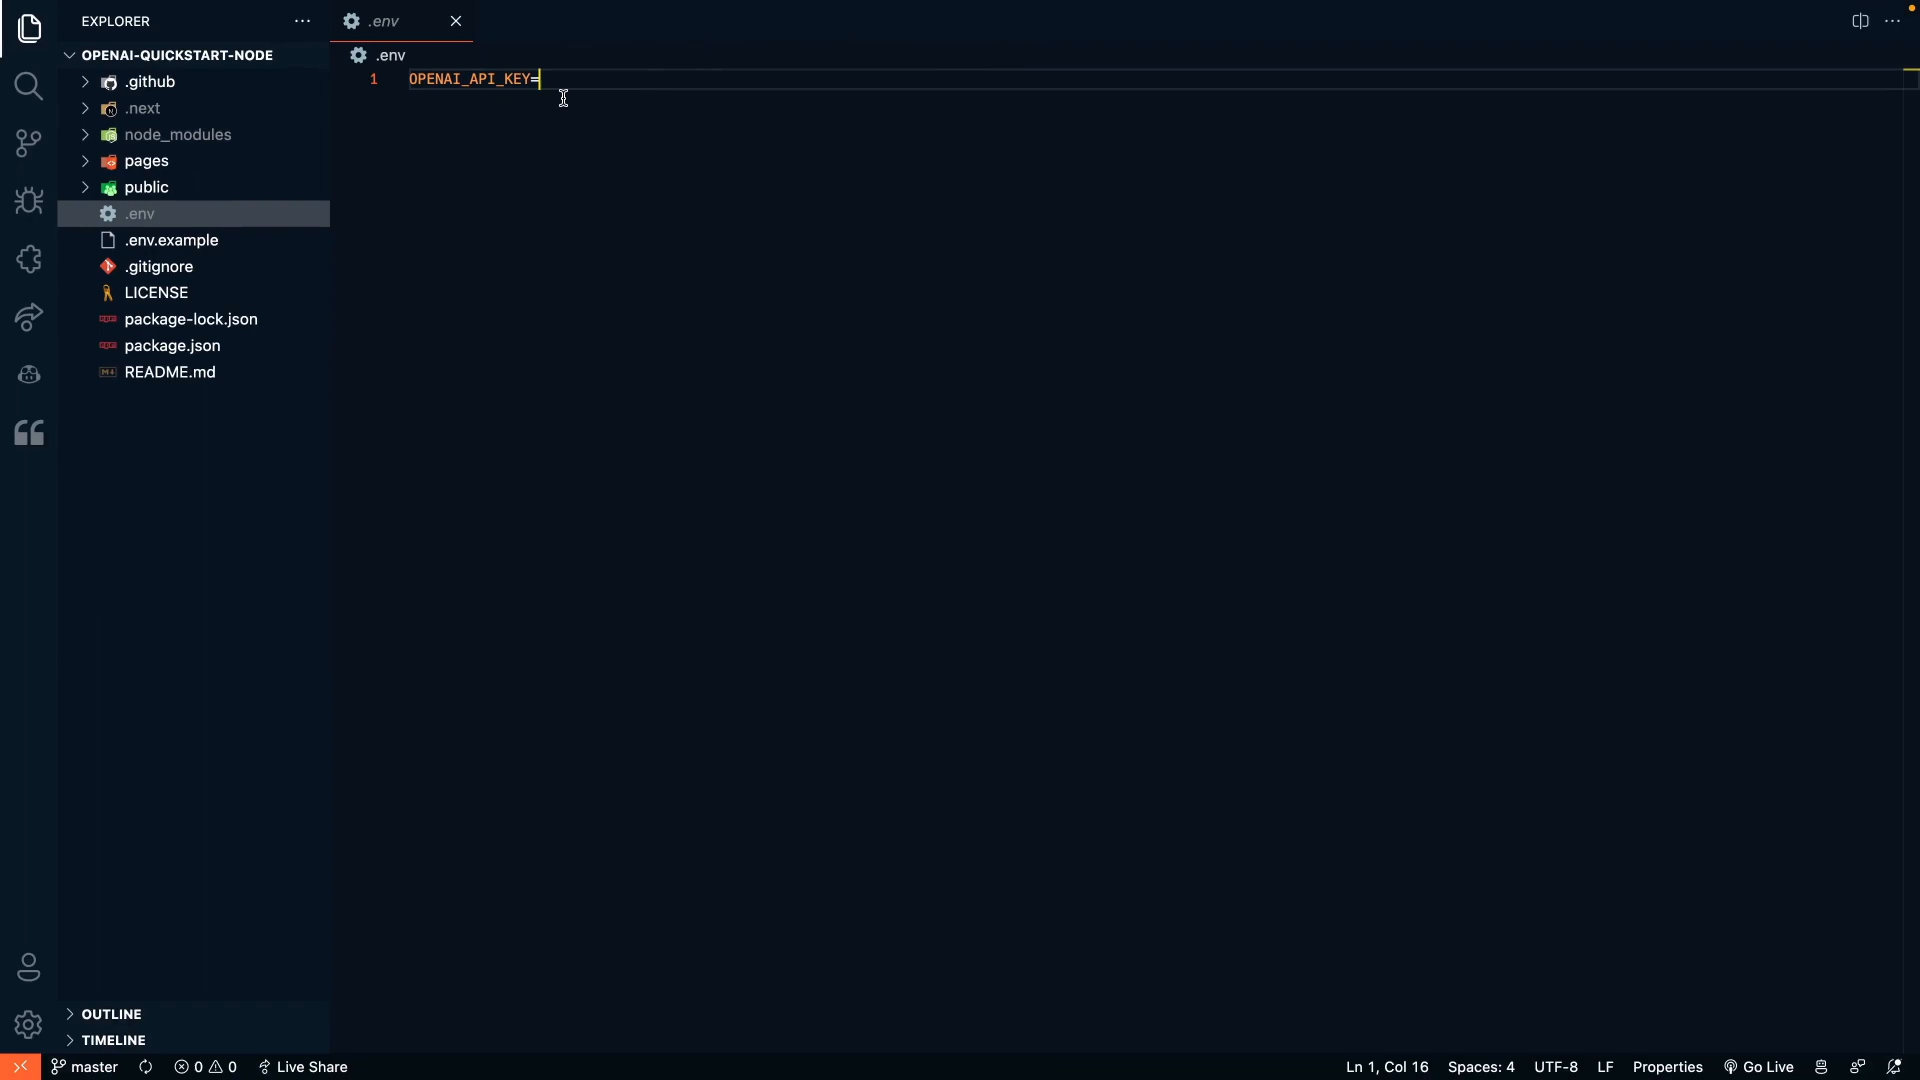 EXPLORER
OPENAI-QUICKSTART-NODE
.github
.next
node_modules
pages
public
.env
.env.example
.gitignore
LICENSE
package-lock.json
package.json
README.md
OUTLINE
TIMELINE
.env
.env
1 OPENAI_API_KEY=
master 0 0 Live Share Ln 1, Col 16 Spaces: 4 UTF-8 LF Properties Go Live